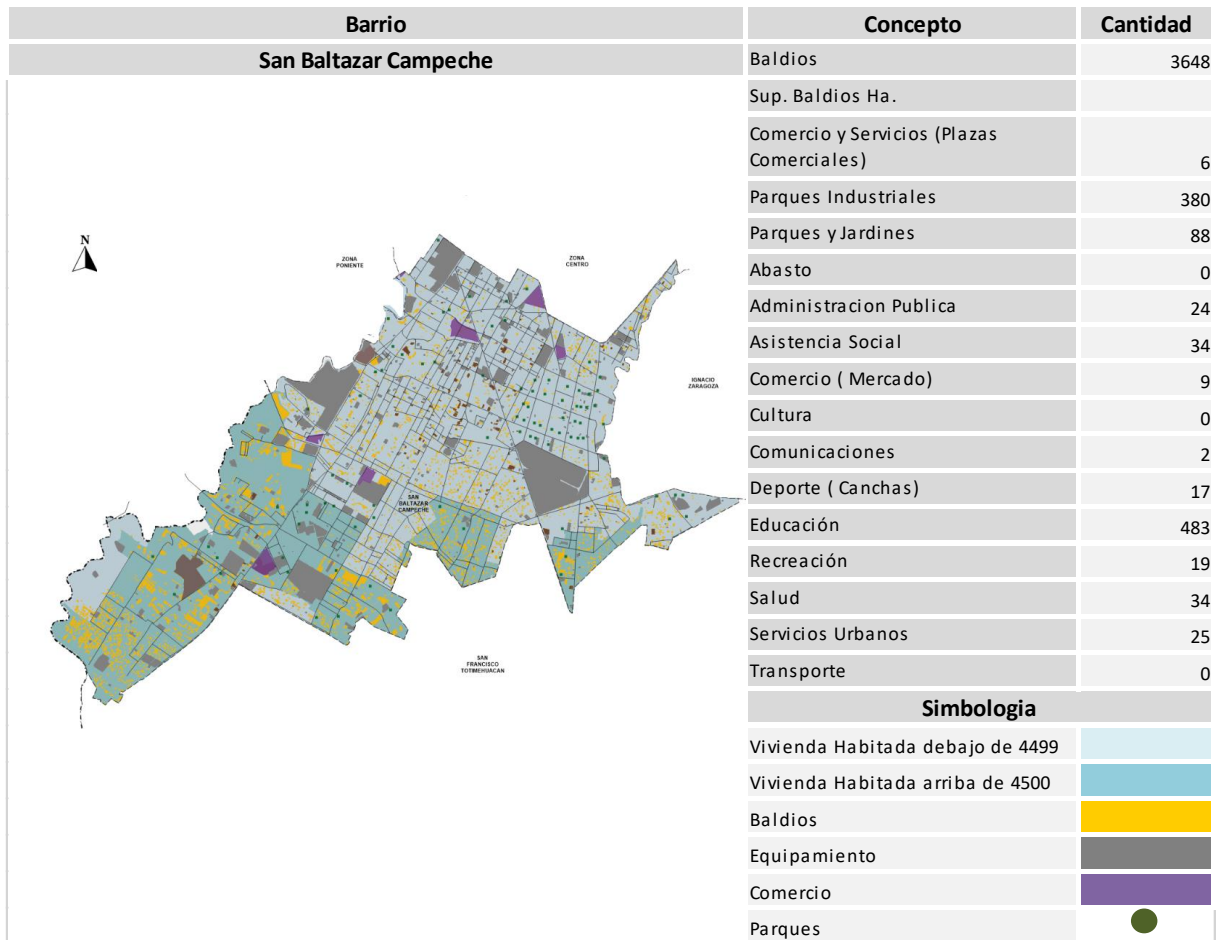 Barrio
Concepto
Cantidad
San Baltazar Campeche
Baldios 3648
Sup. Baldios Ha.
Comercio y Servicios (Plazas
Comerciales) 6
Parques Industriales 380
Parques y Jardines 88
Abasto 0
Administracion Publica 24
Asistencia Social 34
Comercio ( Mercado) 9
Cultura 0
Comunicaciones 2
Deporte ( Canchas) 17
Educación 483
Recreación 19
Salud 34
Servicios Urbanos 25
Transporte 0
Simbologia
Vivienda Habitada debajo de 4499
Vivienda Habitada arriba de 4500
Baldios
Equipamiento
Comercio
Parques
N
ZONA
PONIENTE
ZONA
CENTRO
IGNACIO
ZARAGOZA
SAN
BALTAZAR
CAMPECHE
SAN
FRANCISCO
TOTIMEHUACAN